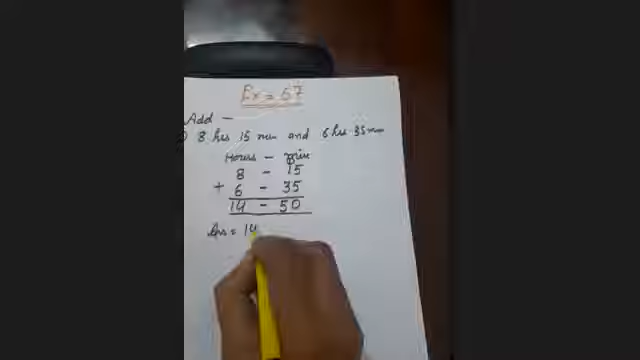 Ex = 57
Add -
8 hrs 15 min and 6 hrs 35 min
Hours - Min
8 - 15
+ 6 - 35
14 - 50
Ans = 14